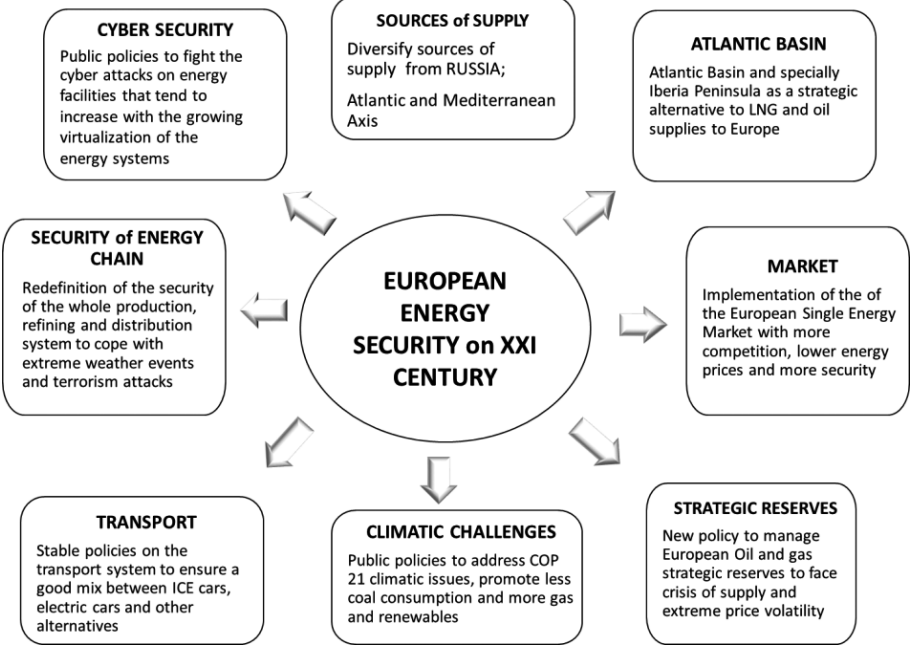 CYBER SECURITY
Public policies to fight the
cyber attacks on energy
facilities that tend to
increase with the growing
virtualization of the
energy systems
SOURCES of SUPPLY
Diversify sources of
supply from RUSSIA;
Atlantic and Mediterranean
Axis
ATLANTIC BASIN
Atlantic Basin and specially
Iberia Peninsula as a strategic
alternative to LNG and oil
supplies to Europe
SECURITY of ENERGY
CHAIN
Redefinition of the security
of the whole production,
refining and distribution
system to cope with
extreme weather events
and terrorism attacks
EUROPEAN
ENERGY
SECURITY on XXI
CENTURY
MARKET
Implementation of the of
the European Single Energy
Market with more
competition, lower energy
prices and more security
TRANSPORT
Stable policies on the
transport system to ensure a
good mix between ICE cars,
electric cars and other
alternatives
CLIMATIC CHALLENGES
Public policies to address COP
21 climatic issues, promote less
coal consumption and more gas
and renewables
STRATEGIC RESERVES
New policy to manage
European Oil and gas
strategic reserves to face
crisis of supply and
extreme price volatility